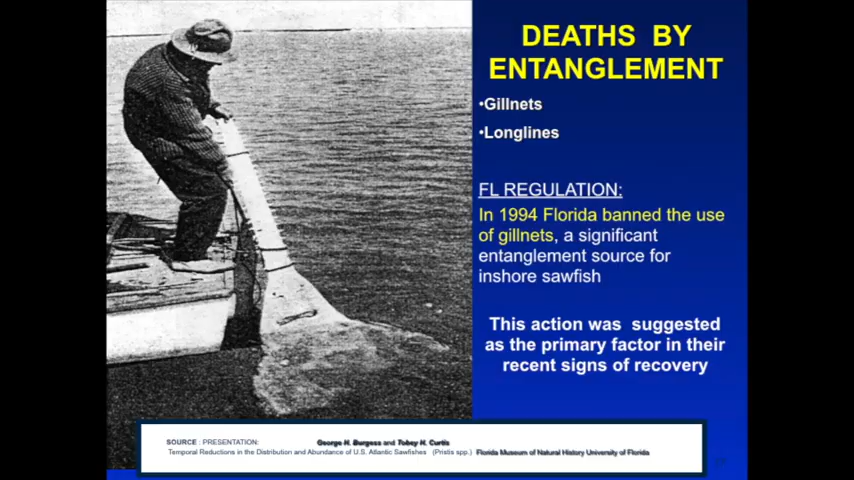 DEATHS BY
ENTANGLEMENT
•Gillnets
•Longlines
FL REGULATION:
In 1994 Florida banned the use
of gillnets, a significant
entanglement source for
inshore sawfish
This action was suggested
as the primary factor in their
recent signs of recovery
SOURCE : PRESENTATION: George H. Burgess and Tobey H. Curtis
Temporal Reductions in the Distribution and Abundance of U.S. Atlantic Sawfishes (Pristis spp.) Florida Museum of Natural History University of Florida